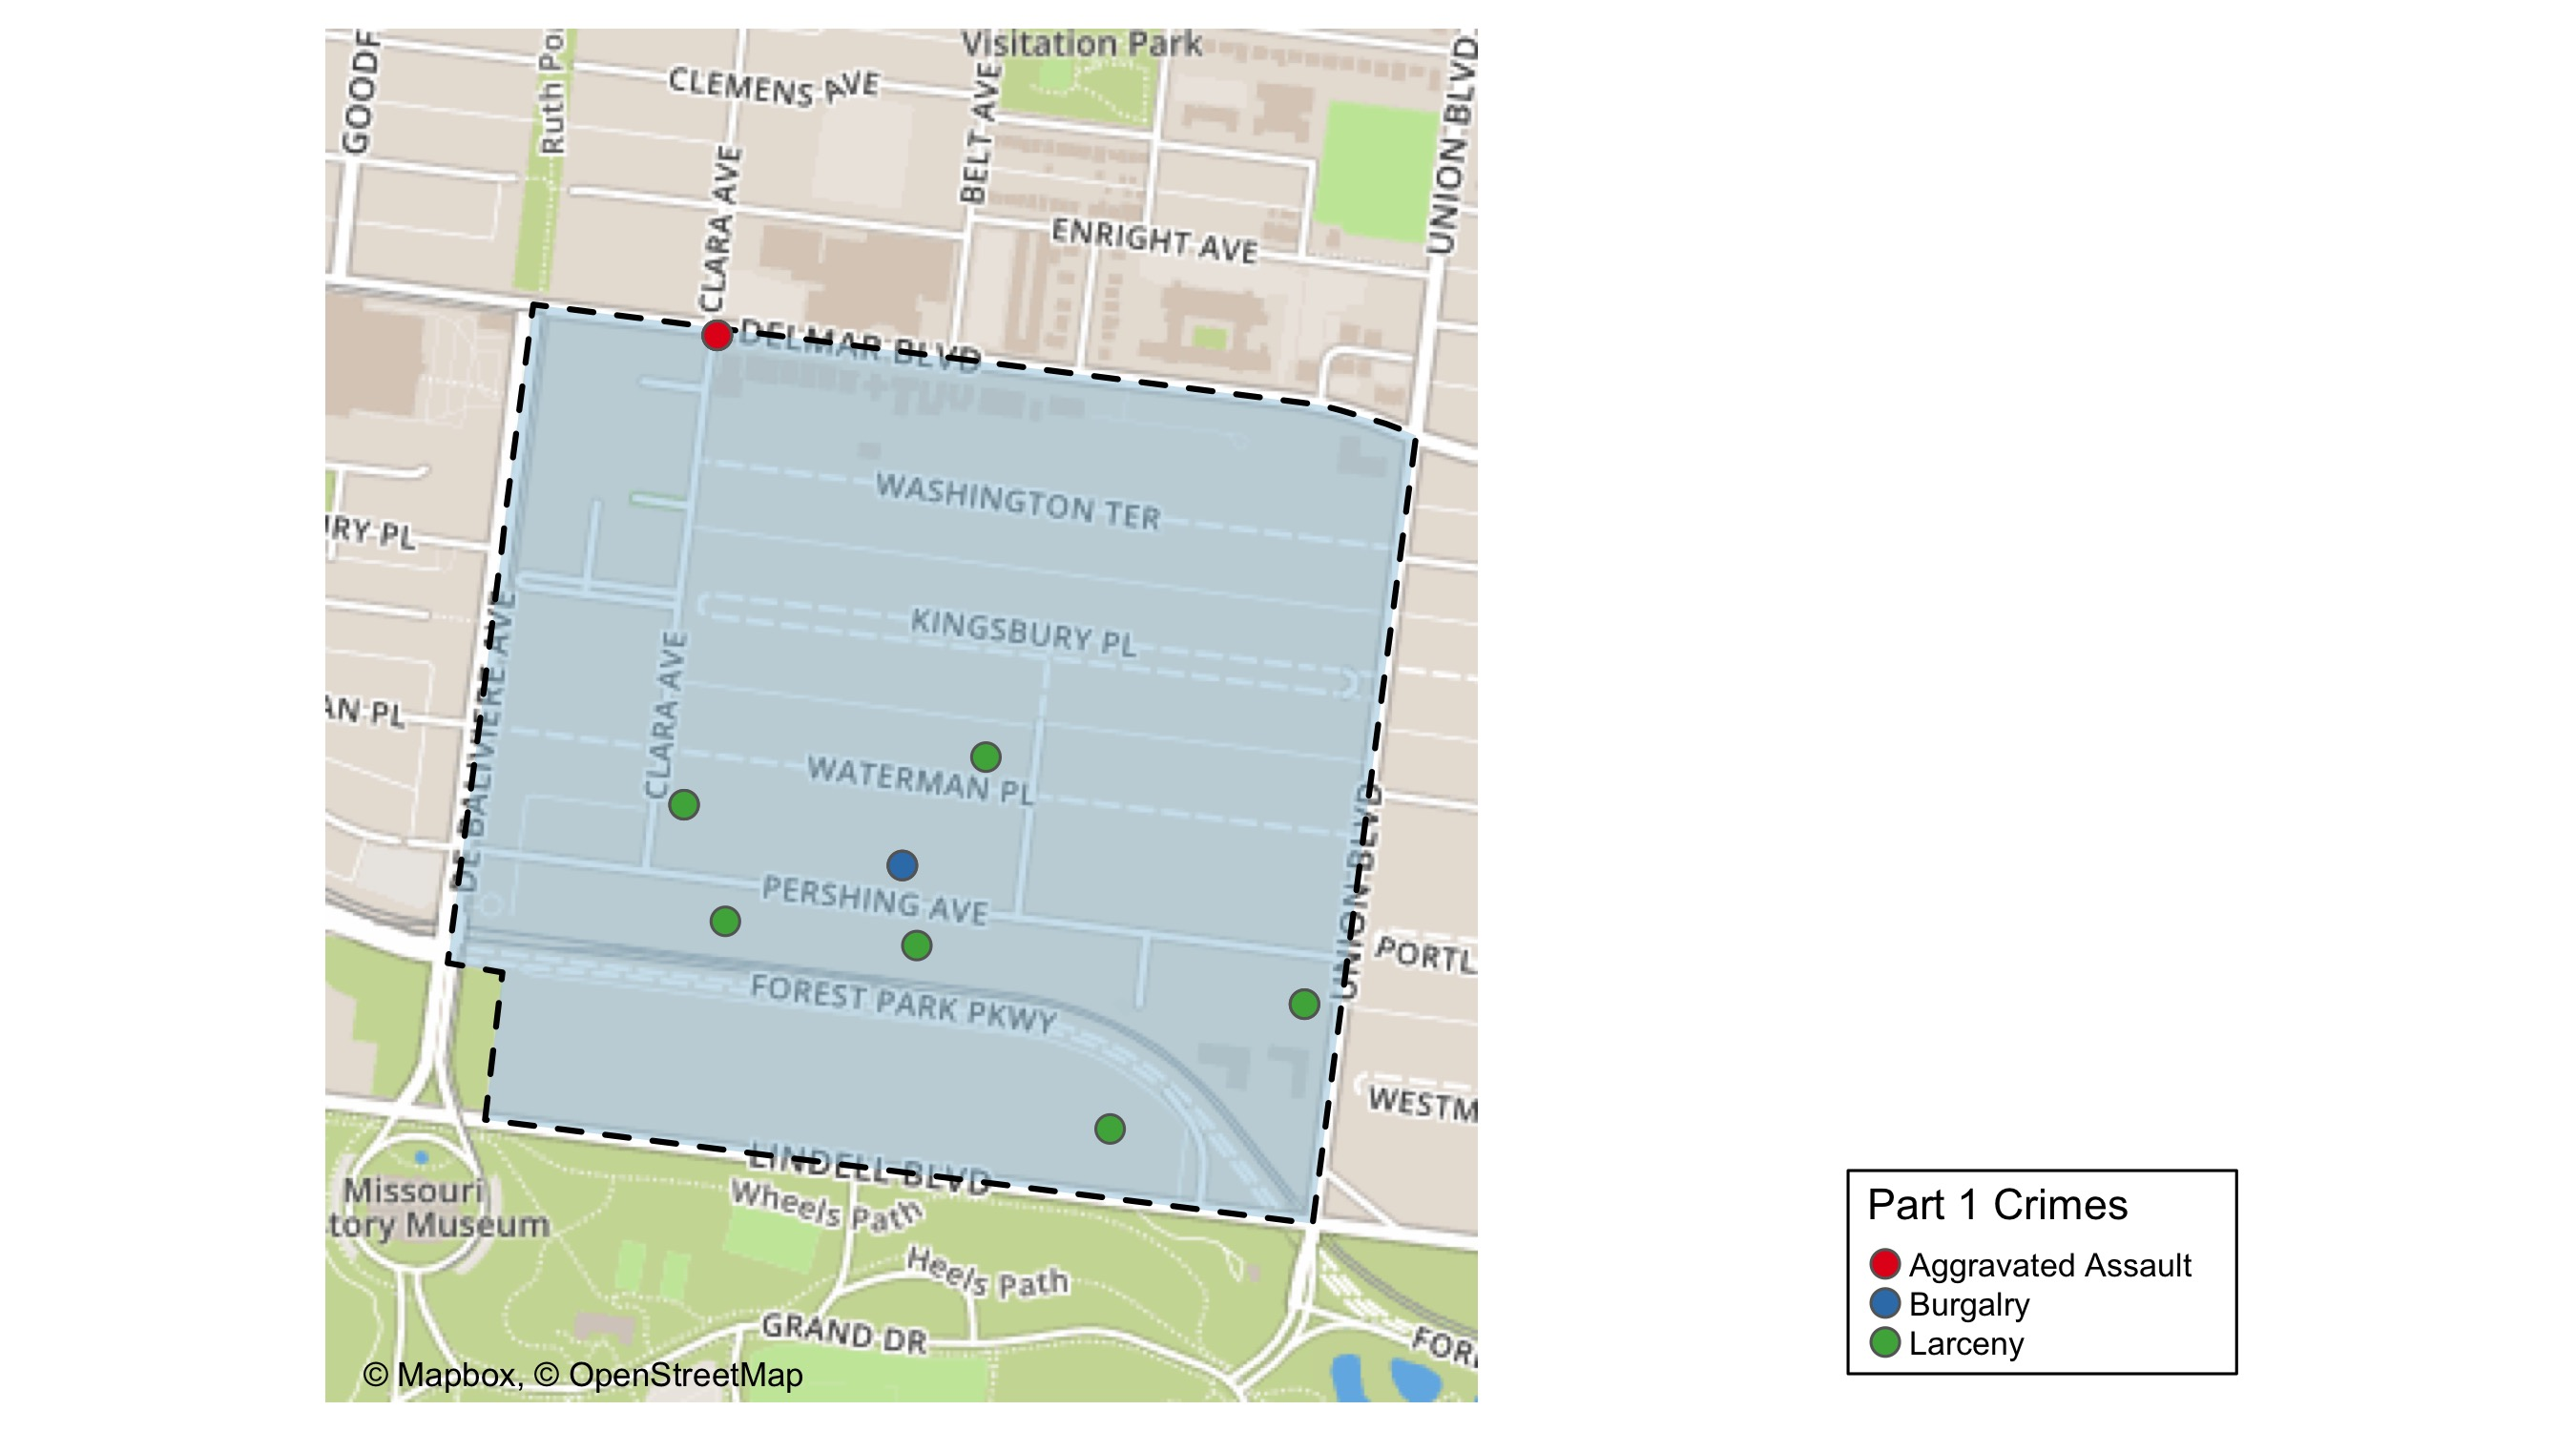 Visitation Park
GOODF
Ruth Po
CLEMENS AVE
BELT AVE
UNION BLVD
CLARA AVE
ENRIGHT AVE
DELMAR BLVD
WASHINGTON TER
URY PL
KINGSBURY PL
CLARA AVE
DE BALIVIERE AVE
AN PL
WATERMAN PL
UNION BLVD
PERSHING AVE
PORTL
FOREST PARK PKWY
WESTM
LINDELL BLVD
Missouri
tory Museum
Wheels Path
Heels Path
GRAND DR
FOR
© Mapbox, © OpenStreetMap
Part 1 Crimes
Aggravated Assault
Burgalry
Larceny